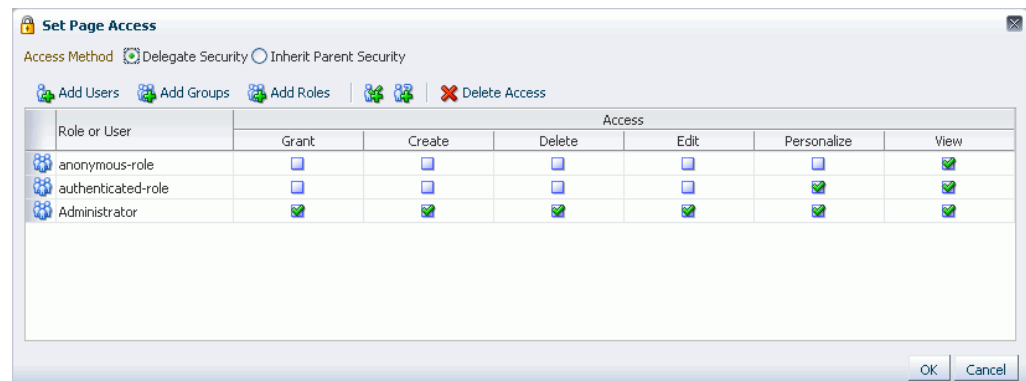 Set Page Access
Access Method Delegate Security Inherit Parent Security
Add Users Add Groups Add Roles Delete Access
Role or User
Access
Grant Create Delete Edit Personalize View
anonymous-role
authenticated-role
Administrator
OK Cancel